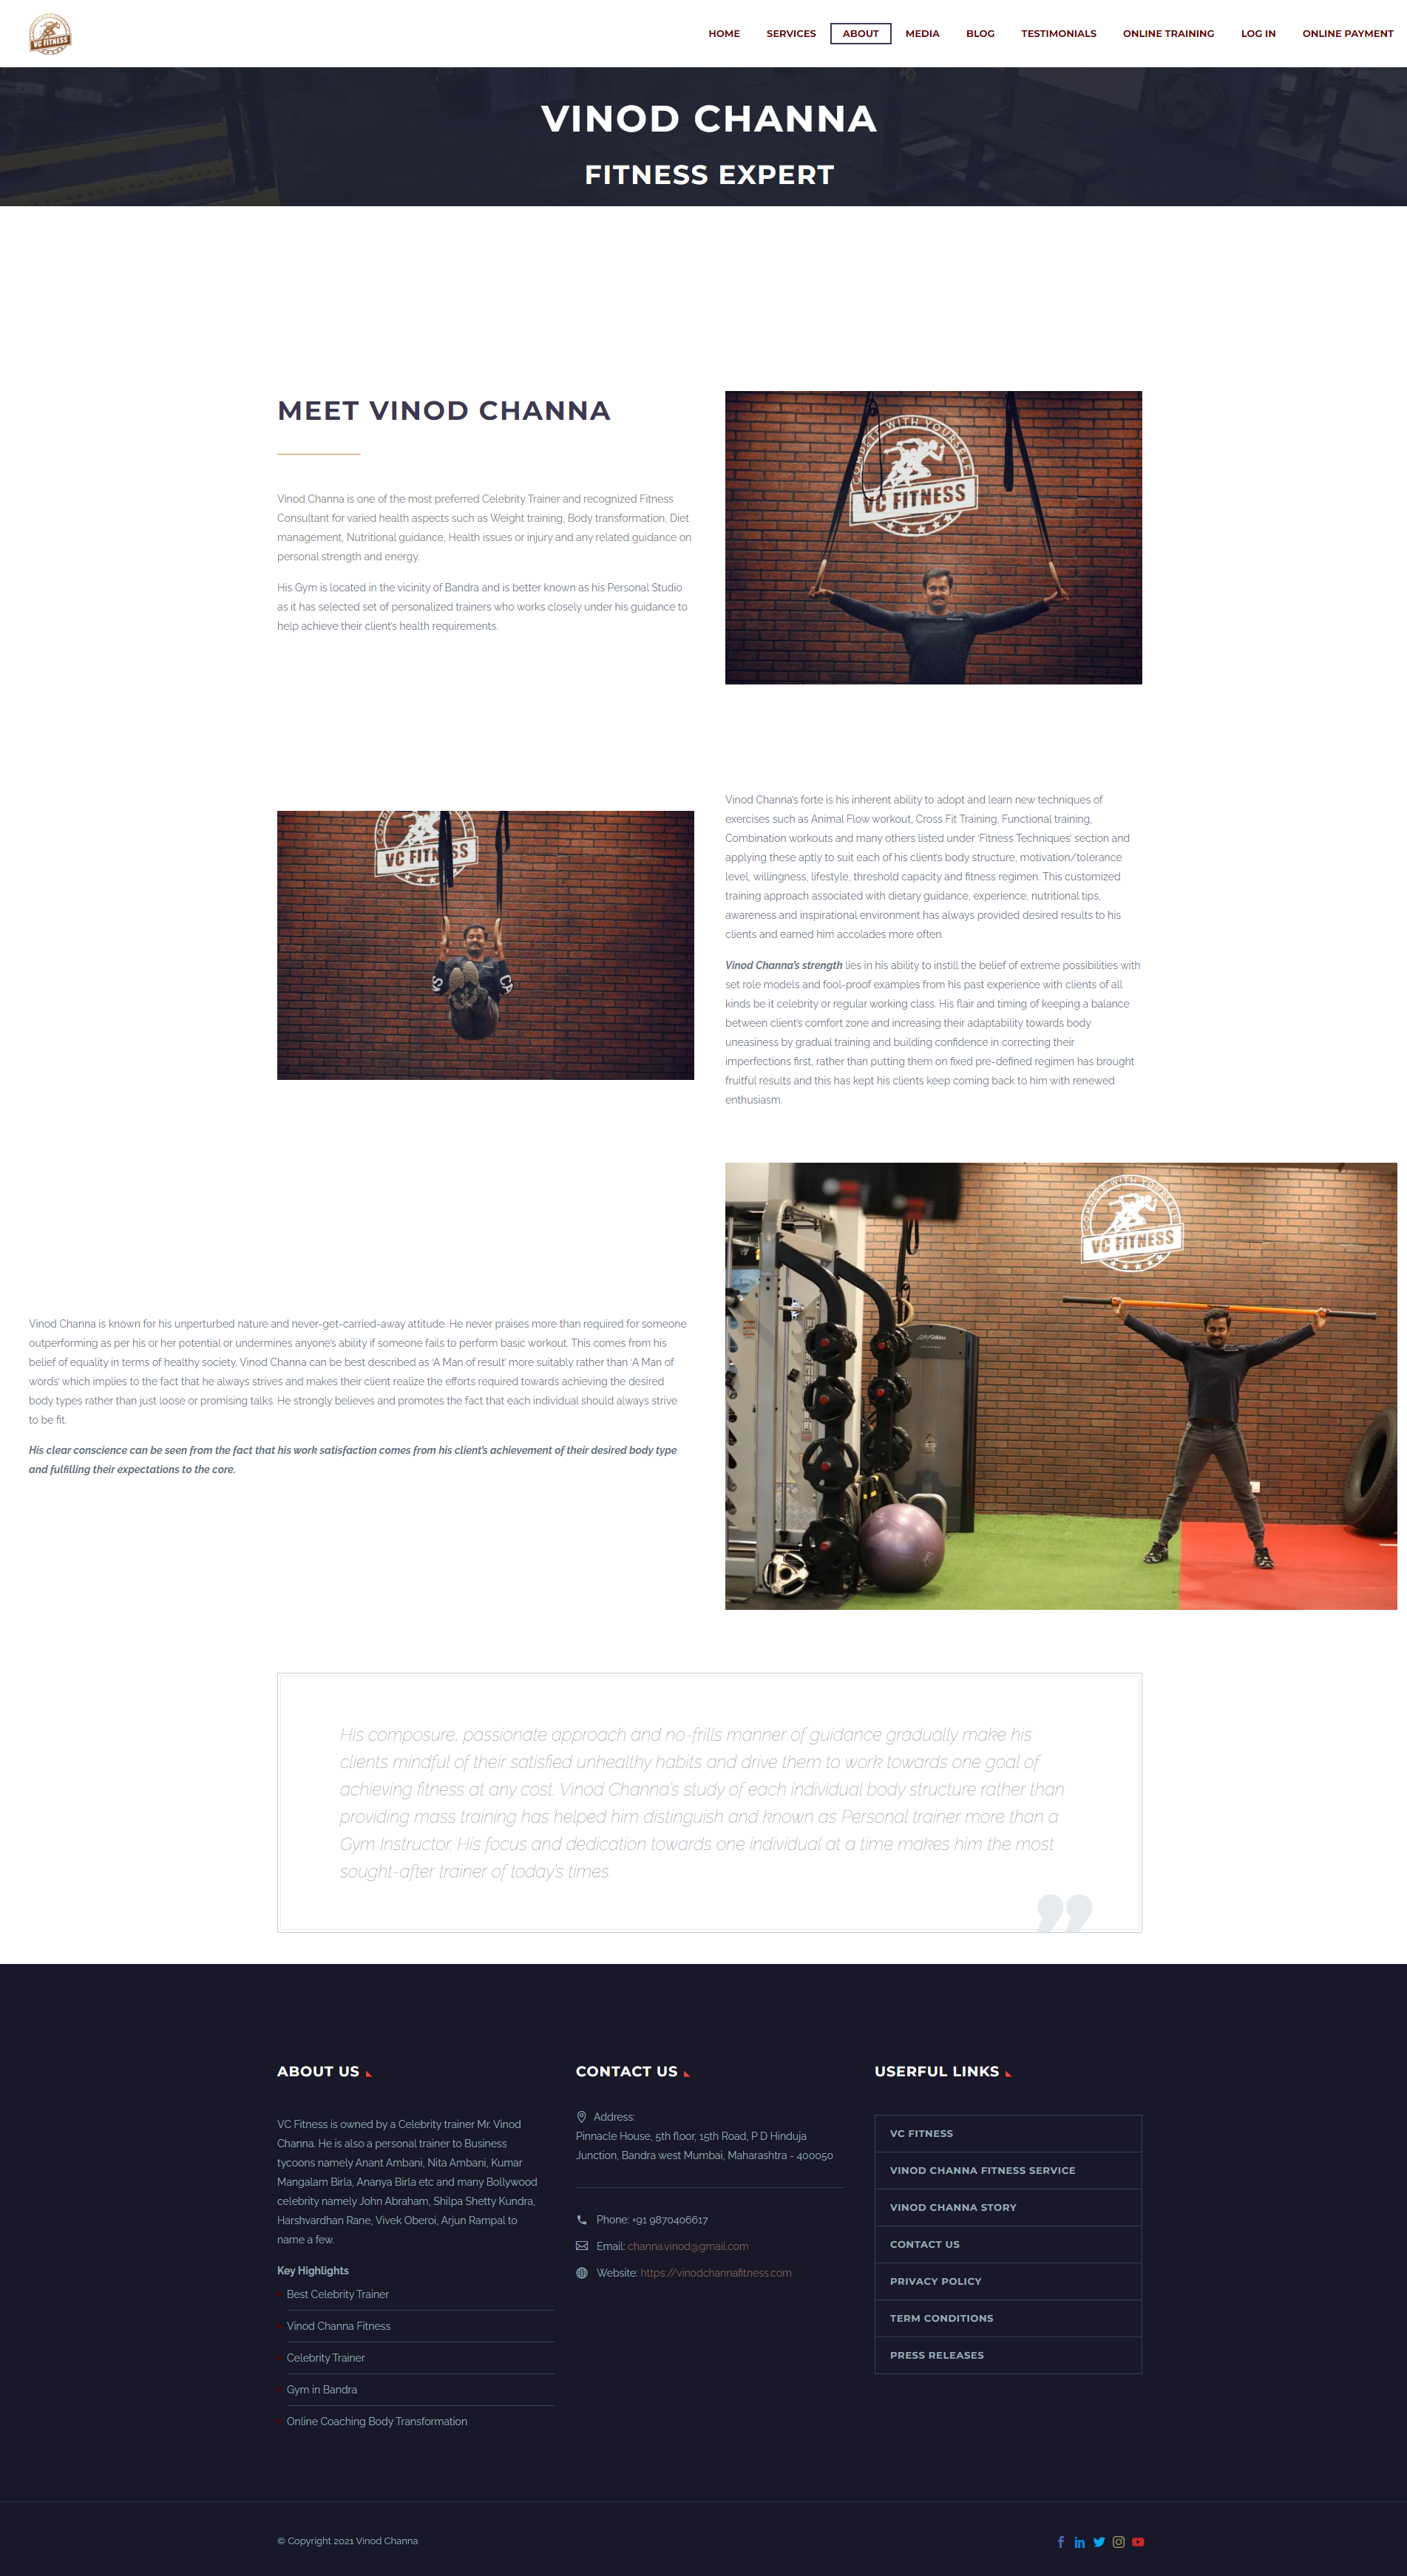 VC FITNESS
HOME SERVICES ABOUT MEDIA BLOG TESTIMONIALS ONLINE TRAINING LOG IN ONLINE PAYMENT
VINOD CHANNA
FITNESS EXPERT
MEET VINOD CHANNA
Vinod Channa is one of the most preferred Celebrity Trainer and recognized Fitness
Consultant for varied health aspects such as Weight training, Body transformation, Diet
management, Nutritional guidance, Health issues or injury and any related guidance on
personal strength and energy.
His Gym is located in the vicinity of Bandra and is better known as his Personal Studio
as it has selected set of personalized trainers who works closely under his guidance to
help achieve their client's health requirements.
COMPETE WITH YOURSELF
VC FITNESS
VC FITNESS
Vinod Channa's forte is his inherent ability to adopt and learn new techniques of
exercises such as Animal Flow workout, Cross Fit Training, Functional training,
Combination workouts and many others listed under 'Fitness Techniques' section and
applying these aptly to suit each of his client's body structure, motivation/tolerance
level, willingness, lifestyle, threshold capacity and fitness regimen. This customized
training approach associated with dietary guidance, experience, nutritional tips,
awareness and inspirational environment has always provided desired results to his
clients and earned him accolades more often.
Vinod Channa's strength lies in his ability to instill the belief of extreme possibilities with
set role models and fool-proof examples from his past experience with clients of all
kinds be it celebrity or regular working class. His flair and timing of keeping a balance
between client's comfort zone and increasing their adaptability towards body
uneasiness by gradual training and building confidence in correcting their
imperfections first, rather than putting them on fixed pre-defined regimen has brought
fruitful results and this has kept his clients keep coming back to him with renewed
enthusiasm.
Vinod Channa is known for his unperturbed nature and never-get-carried-away attitude. He never praises more than required for someone
outperforming as per his or her potential or undermines anyone's ability if someone fails to perform basic workout. This comes from his
belief of equality in terms of healthy society. Vinod Channa can be best described as 'A Man of result' more suitably rather than 'A Man of
words' which implies to the fact that he always strives and makes their client realize the efforts required towards achieving the desired
body types rather than just loose or promising talks. He strongly believes and promotes the fact that each individual should always strive
to be fit.
His clear conscience can be seen from the fact that his work satisfaction comes from his client's achievement of their desired body type
and fulfilling their expectations to the core.
COMPETE WITH YOURSELF
VC FITNESS
Life Fitness
His composure, passionate approach and no-frills manner of guidance gradually make his
clients mindful of their satisfied unhealthy habits and drive them to work towards one goal of
achieving fitness at any cost. Vinod Channa's study of each individual body structure rather than
providing mass training has helped him distinguish and known as Personal trainer more than a
Gym Instructor. His focus and dedication towards one individual at a time makes him the most
sought-after trainer of today's times.
ABOUT US
VC Fitness is owned by a Celebrity trainer Mr. Vinod
Channa. He is also a personal trainer to Business
tycoons namely Anant Ambani, Nita Ambani, Kumar
Mangalam Birla, Ananya Birla etc and many Bollywood
celebrity namely John Abraham, Shilpa Shetty Kundra,
Harshvardhan Rane, Vivek Oberoi, Arjun Rampal to
name a few.
Key Highlights
Best Celebrity Trainer
Vinod Channa Fitness
Celebrity Trainer
Gym in Bandra
Online Coaching Body Transformation
CONTACT US
Address:
Pinnacle House, 5th floor, 15th Road, P D Hinduja
Junction, Bandra west Mumbai, Maharashtra - 400050
Phone: +91 9870406617
Email: channa.vinod@gmail.com
Website: https://vinodchannafitness.com
USERFUL LINKS
VC FITNESS
VINOD CHANNA FITNESS SERVICE
VINOD CHANNA STORY
CONTACT US
PRIVACY POLICY
TERM CONDITIONS
PRESS RELEASES
© Copyright 2021 Vinod Channa